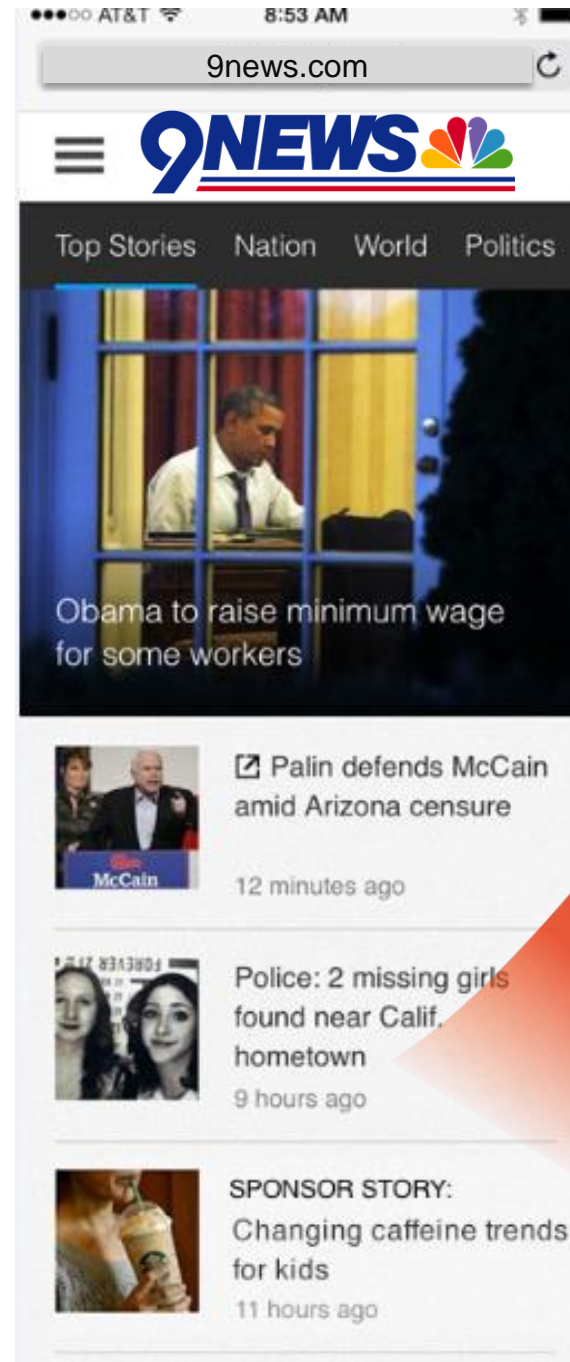 AT&T 8:53 AM
9news.com
9NEWS
Top Stories Nation World Politics
Obama to raise minimum wage
for some workers
Palin defends McCain
amid Arizona censure
McCain
12 minutes ago
FOREVER 21
Police: 2 missing girls
found near Calif.
hometown
9 hours ago
SPONSOR STORY:
Changing caffeine trends
for kids
11 hours ago